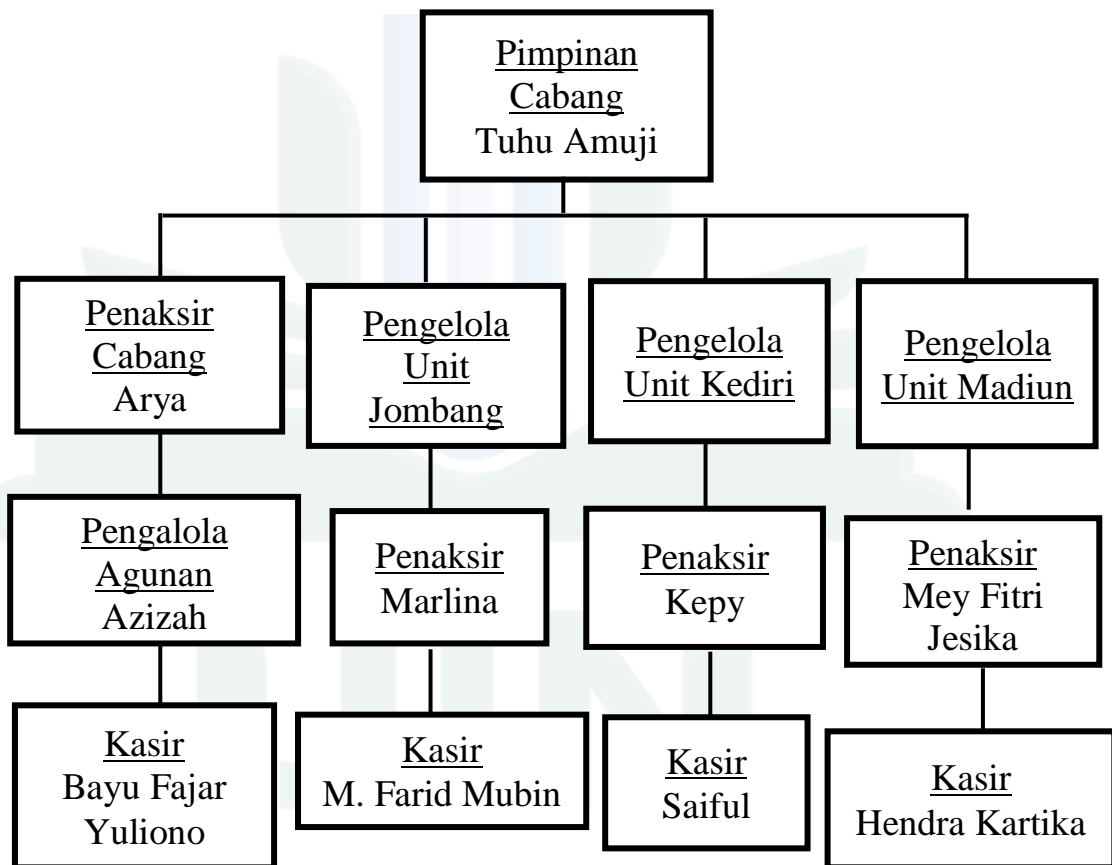 Pimpinan
Cabang
Tuhu Amuji
Penaksir
Cabang
Arya
Pengelola
Unit
Jombang
Pengelola
Unit Kediri
Pengelola
Unit Madiun
Pengalola
Agunan
Azizah
Penaksir
Marlina
Penaksir
Kepy
Penaksir
Mey Fitri
Jesika
Kasir
Bayu Fajar
Yuliono
Kasir
M. Farid Mubin
Kasir
Saiful
Kasir
Hendra Kartika